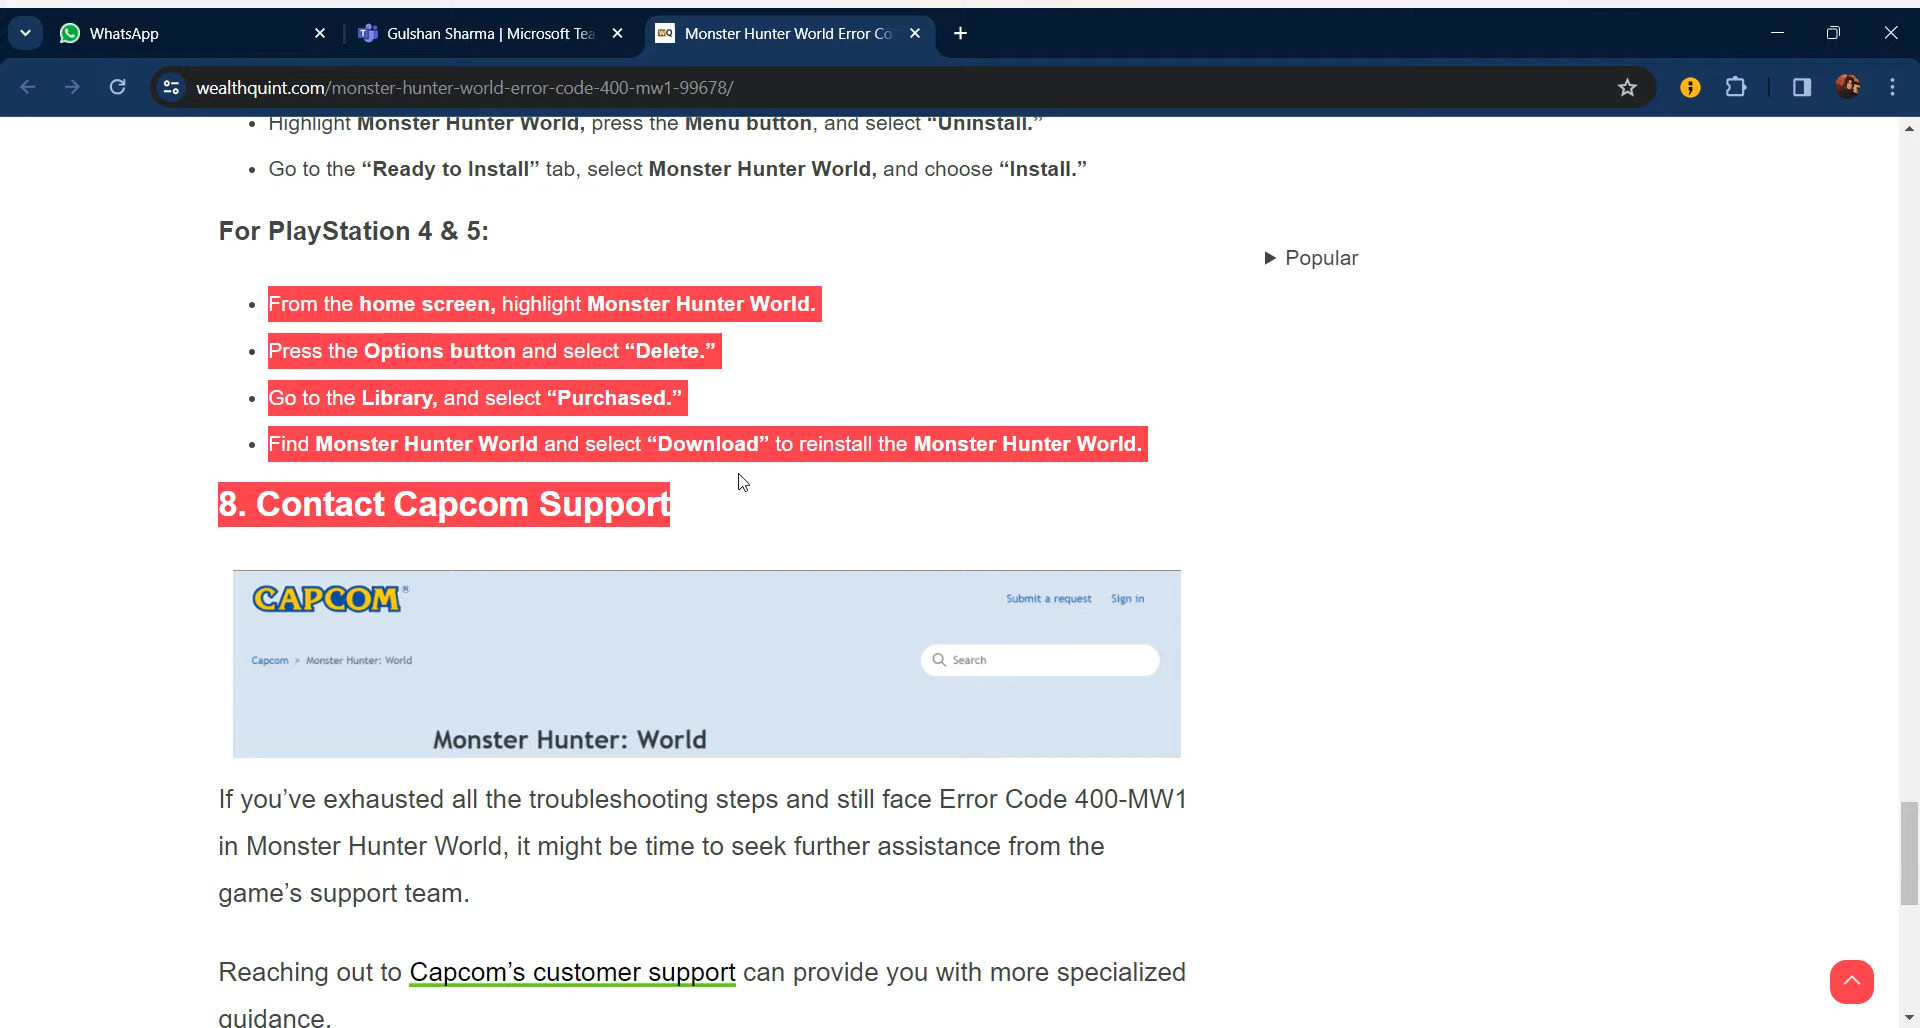 WhatsApp
Gulshan Sharma | Microsoft Tea
WQ
Monster Hunter World Error Co
wealthquint.com/monster-hunter-world-error-code-400-mw1-99678/
• Highlight Monster Hunter World, press the Menu button, and select “Uninstall.”
• Go to the “Ready to Install” tab, select Monster Hunter World, and choose “Install.”
For PlayStation 4 & 5:
▶ Popular
• From the home screen, highlight Monster Hunter World.
• Press the Options button and select “Delete.”
• Go to the Library, and select “Purchased.”
• Find Monster Hunter World and select “Download” to reinstall the Monster Hunter World.
8. Contact Capcom Support
CAPCOM®
Submit a request
Sign in
Capcom > Monster Hunter: World
Search
Monster Hunter: World
If you’ve exhausted all the troubleshooting steps and still face Error Code 400-MW1
in Monster Hunter World, it might be time to seek further assistance from the
game’s support team.
Reaching out to Capcom’s customer support can provide you with more specialized
guidance.